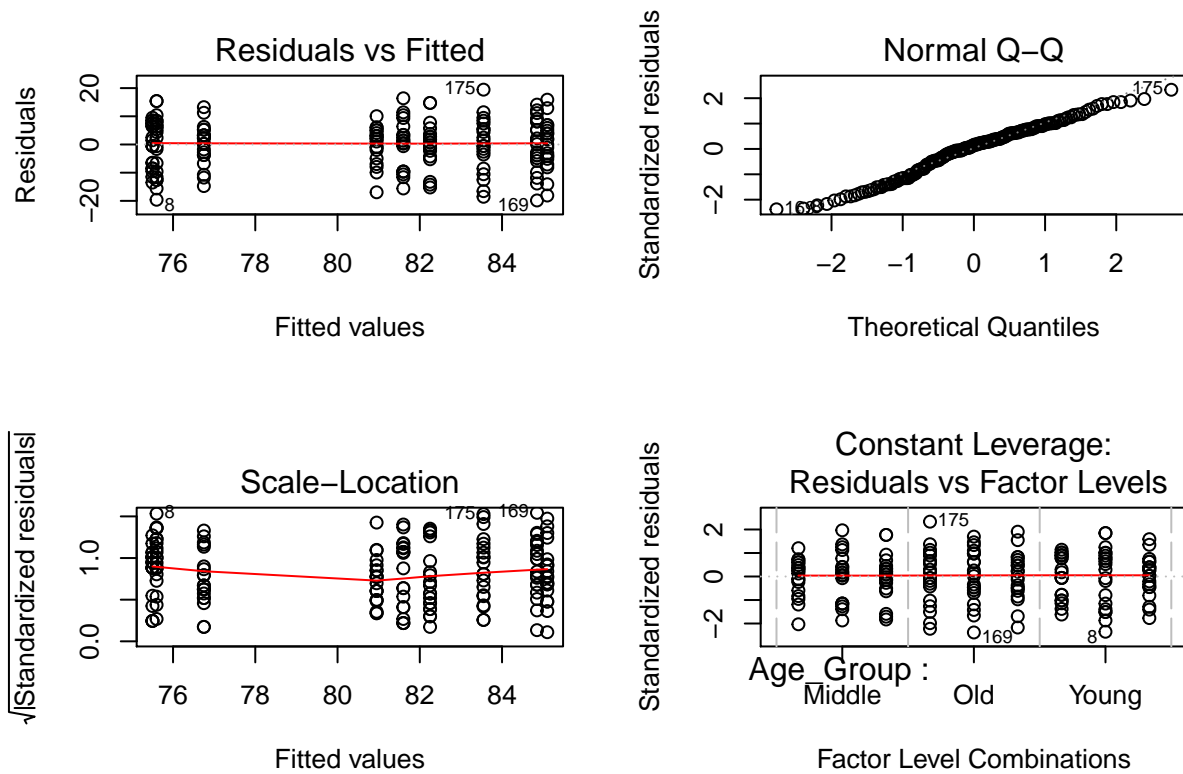 Residuals vs Fitted
Residuals
20
0
−20
175
8
169
76 78 80 82 84
Fitted values
Normal Q−Q
Standardized residuals
2
0
−2
175
−2 −1 0 1 2
Theoretical Quantiles
Scale−Location
√|Standardized residuals|
1.0
0.0
8
175
169
76 78 80 82 84
Fitted values
Constant Leverage:
Residuals vs Factor Levels
Standardized residuals
2
0
−2
175
169
8
Age_Group :
Middle Old Young
Factor Level Combinations